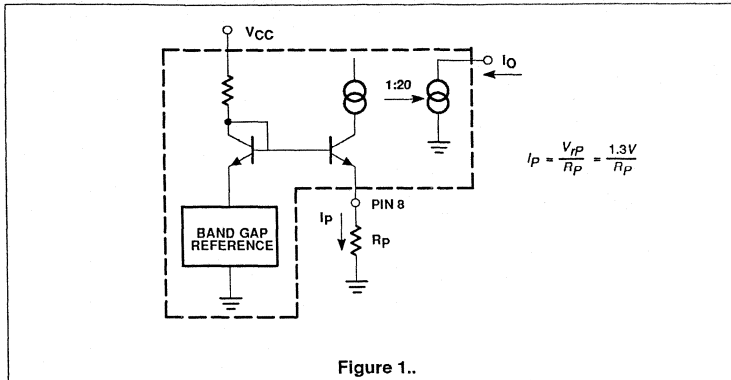 VCC
IO
1:20
IP = VrP / RP = 1.3V / RP
PIN 8
IP
RP
BAND GAP
REFERENCE
Figure 1..